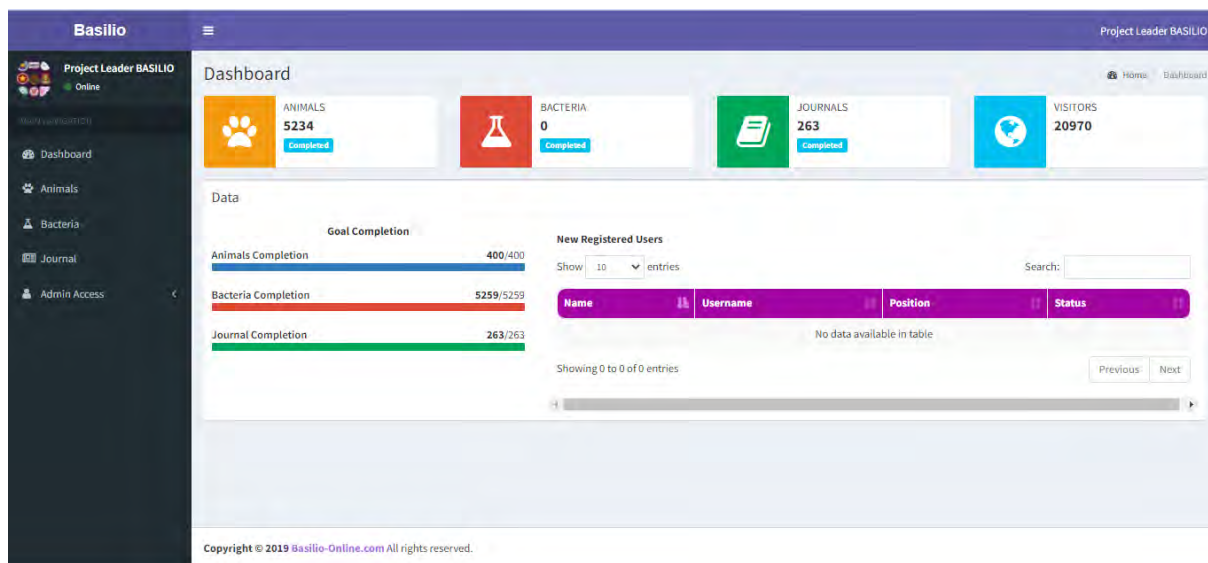 Basilio
Project Leader BASILIO
Project Leader BASILIO
Online
Dashboard
Animals
Bacteria
Journal
Admin Access
Dashboard
Home Dashboard
ANIMALS
5234
Completed
BACTERIA
0
Completed
JOURNALS
263
Completed
VISITORS
20970
Data
Goal Completion
Animals Completion 400/400
Bacteria Completion 5259/5259
Journal Completion 263/263
New Registered Users
Show 10 entries Search:
Name Username Position Status
No data available in table
Showing 0 to 0 of 0 entries
Previous Next
Copyright © 2019 Basilio-Online.com All rights reserved.